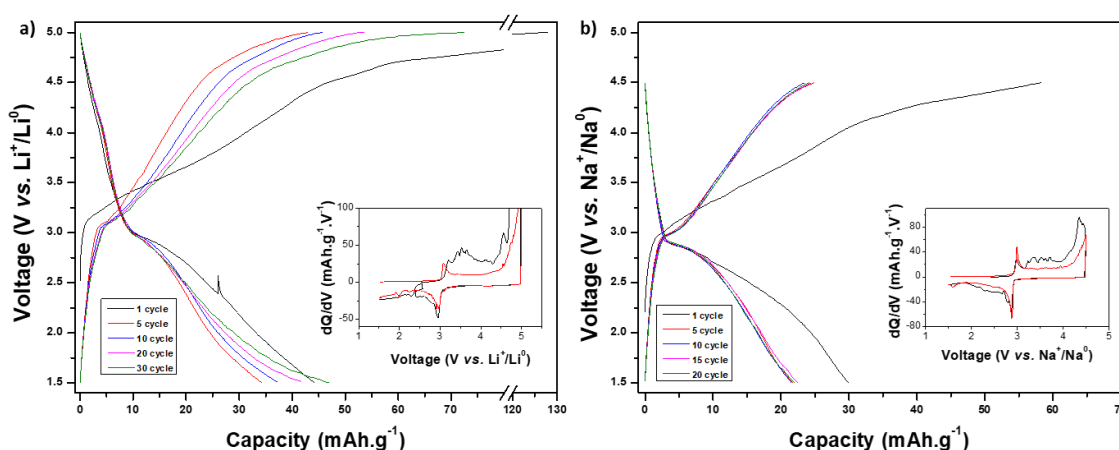 a)
Voltage (V vs. Li⁺/Li⁰)
5.0
4.5
4.0
3.5
3.0
2.5
2.0
1.5
0 10 20 30 40 50 60 70 120 130
Capacity (mAh.g⁻¹)
1 cycle
5 cycle
10 cycle
20 cycle
30 cycle
dQ/dV (mAh.g⁻¹.V⁻¹)
100
50
0
-50
1 2 3 4 5
Voltage (V vs. Li⁺/Li⁰)
b)
Voltage (V vs. Na⁺/Na⁰)
5.0
4.5
4.0
3.5
3.0
2.5
2.0
1.5
0 10 20 30 40 50 60 70
Capacity (mAh.g⁻¹)
1 cycle
5 cycle
10 cycle
15 cycle
20 cycle
dQ/dV (mAh.g⁻¹.V⁻¹)
80
40
0
-40
-80
1 2 3 4 5
Voltage (V vs. Na⁺/Na⁰)